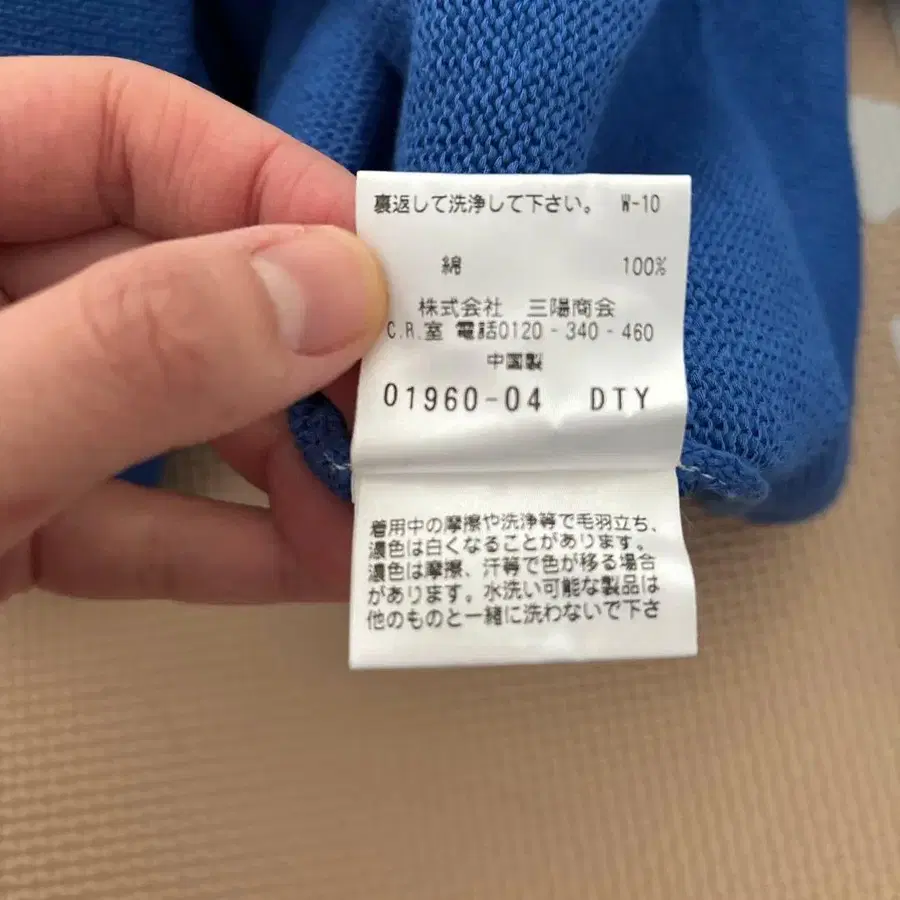 裏返して洗浄して下さい。 W-10
綿 100%
株式会社 三陽商会
C.R.室 電話0120-340-460
中国製
01960-04 DTY
着用中の摩擦や洗浄等で毛羽立ち、
濃色は白くなることがあります。
濃色は摩擦、汗等で色が移る場合
があります。水洗い可能な製品は
他のものと一緒に洗わないで下さ